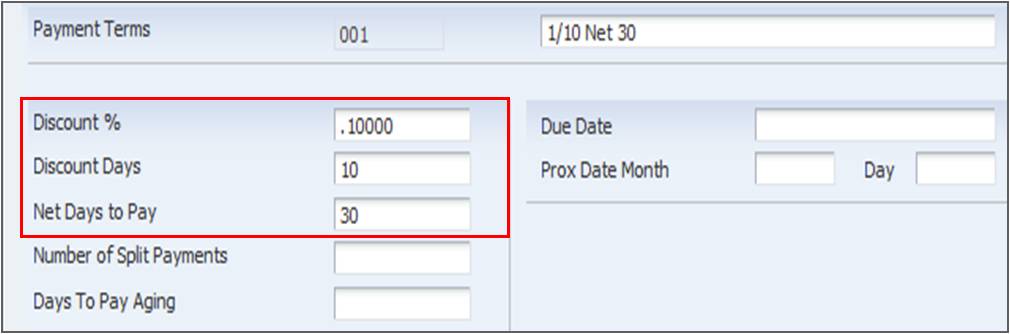 Payment Terms 001 1/10 Net 30
Discount % .10000 Due Date
Discount Days 10 Prox Date Month Day
Net Days to Pay 30
Number of Split Payments
Days To Pay Aging